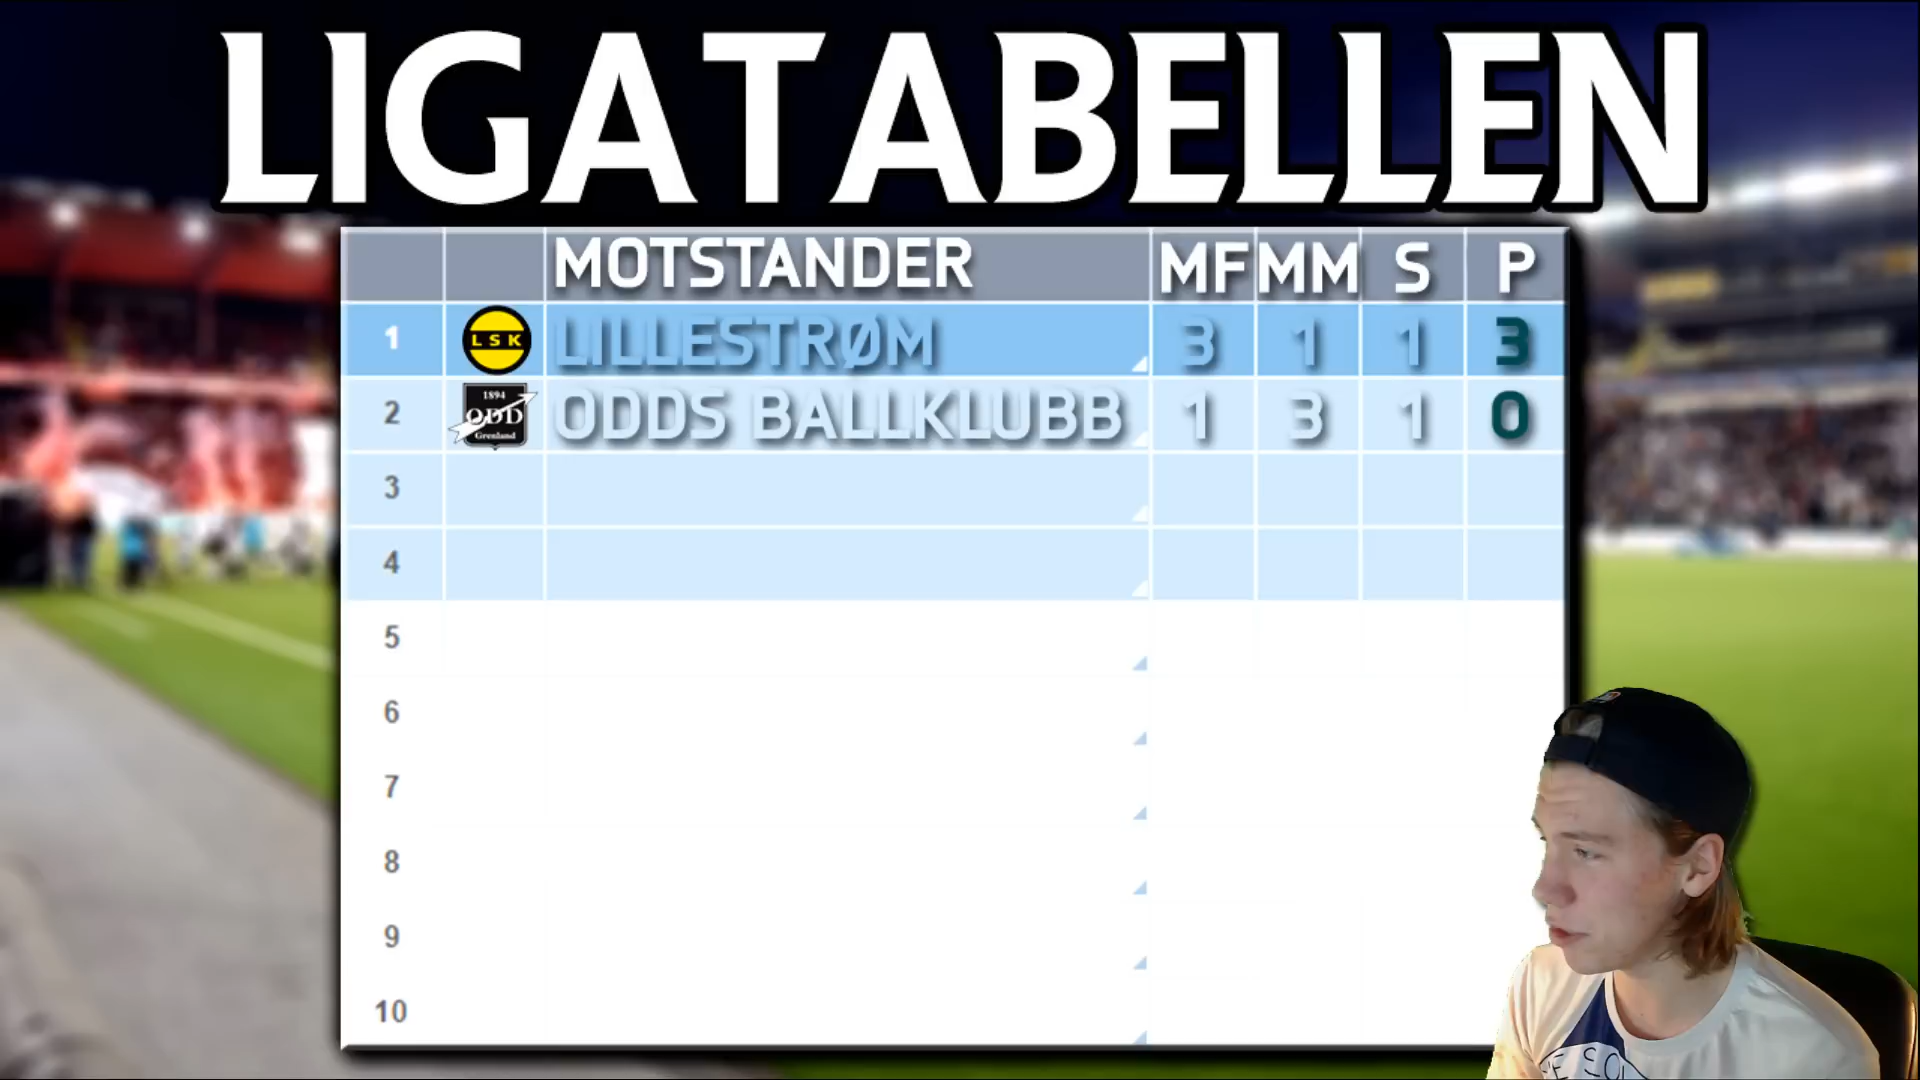 LIGATABELLEN
MOTSTANDER MF MM S P
1 LSK LILLESTRØM 3 1 1 3
2 1894 ODD Grenland ODDS BALLKLUBB 1 3 1 0
3
4
5
6
7
8
9
10